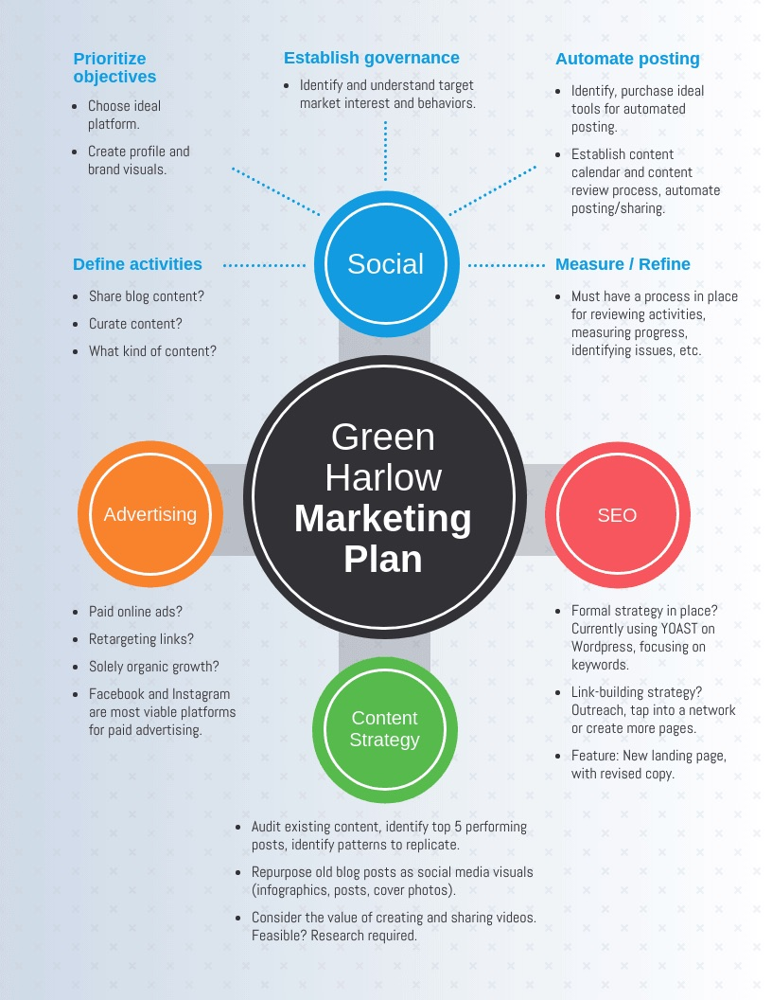 Prioritize
objectives
• Choose ideal
platform.
• Create profile and
brand visuals.
Establish governance
• Identify and understand target
market interest and behaviors.
Automate posting
• Identify, purchase ideal
tools for automated
posting.
• Establish content
calendar and content
review process, automate
posting/sharing.
Social
Define activities
• Share blog content?
• Curate content?
• What kind of content?
Measure / Refine
• Must have a process in place
for reviewing activities,
measuring progress,
identifying issues, etc.
Green
Harlow
Marketing
Plan
Advertising
• Paid online ads?
• Retargeting links?
• Solely organic growth?
• Facebook and Instagram
are most viable platforms
for paid advertising.
SEO
• Formal strategy in place?
Currently using YOAST on
Wordpress, focusing on
keywords.
• Link-building strategy?
Outreach, tap into a network
or create more pages.
• Feature: New landing page,
with revised copy.
Content
Strategy
• Audit existing content, identify top 5 performing
posts, identify patterns to replicate.
• Repurpose old blog posts as social media visuals
(infographics, posts, cover photos).
• Consider the value of creating and sharing videos.
Feasible? Research required.